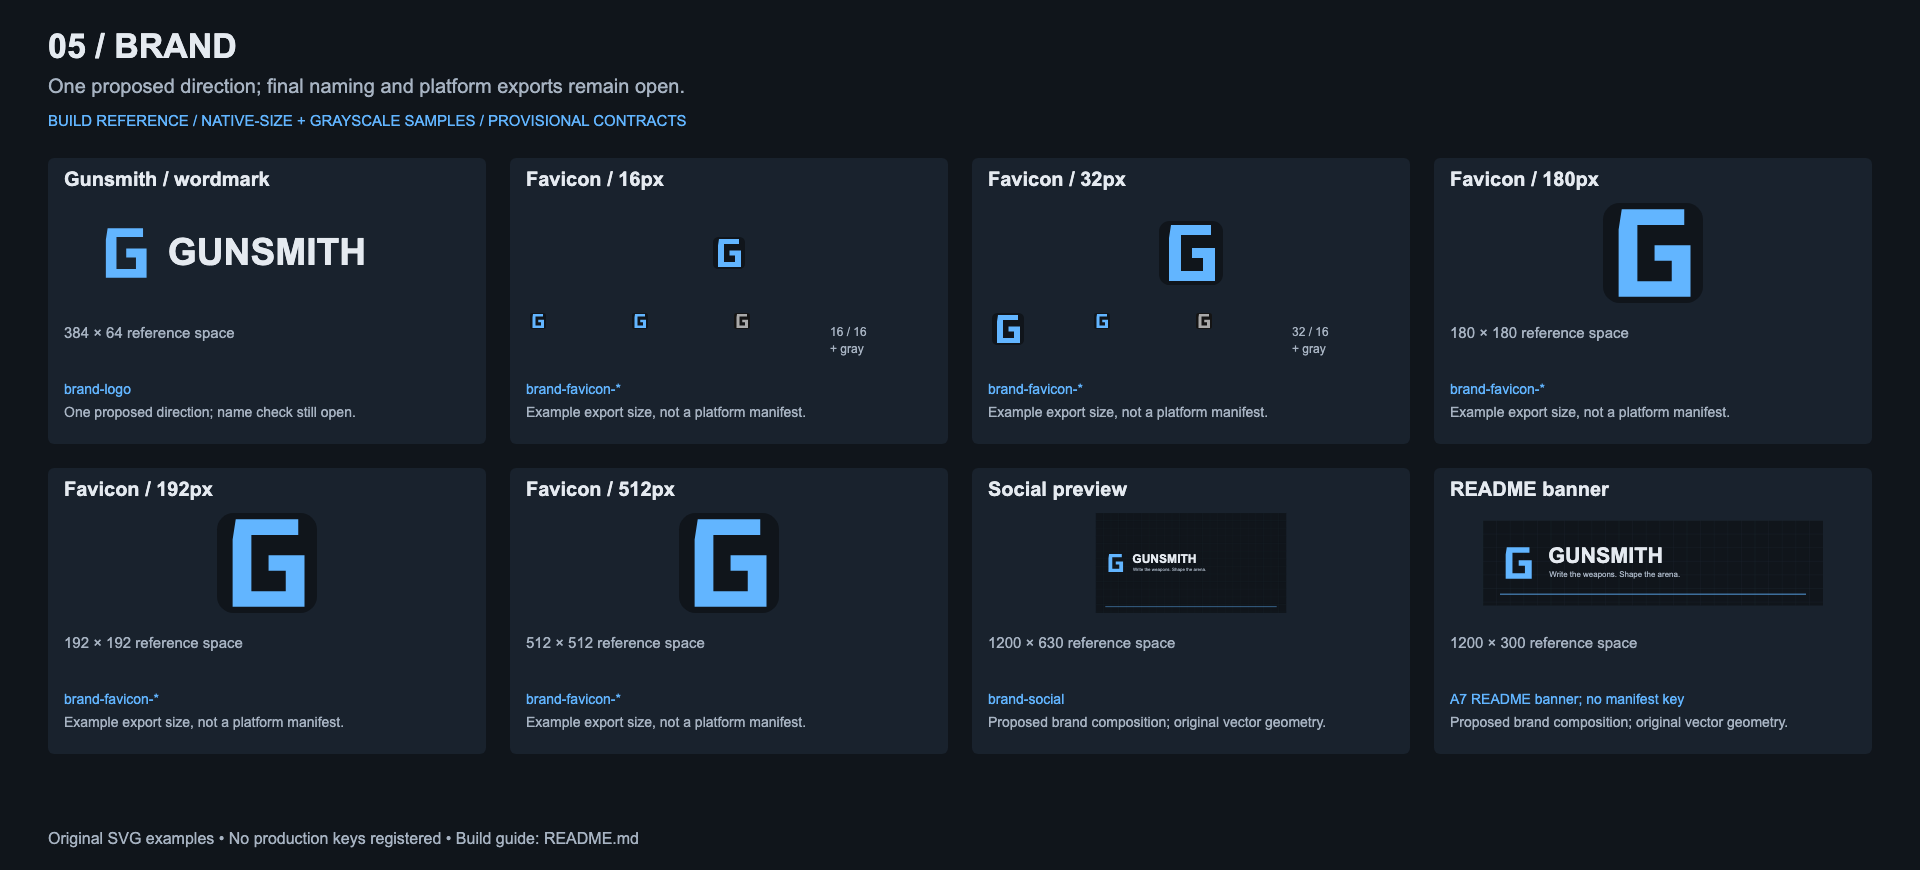 05 / BRAND
One proposed direction; final naming and platform exports remain open.
BUILD REFERENCE / NATIVE-SIZE + GRAYSCALE SAMPLES / PROVISIONAL CONTRACTS
Gunsmith / wordmark
G GUNSMITH
384 × 64 reference space
brand-logo
One proposed direction; name check still open.
Favicon / 16px
G
G G G
16 / 16
+ gray
brand-favicon-*
Example export size, not a platform manifest.
Favicon / 32px
G
G G G
32 / 16
+ gray
brand-favicon-*
Example export size, not a platform manifest.
Favicon / 180px
G
180 × 180 reference space
brand-favicon-*
Example export size, not a platform manifest.
Favicon / 192px
G
192 × 192 reference space
brand-favicon-*
Example export size, not a platform manifest.
Favicon / 512px
G
512 × 512 reference space
brand-favicon-*
Example export size, not a platform manifest.
Social preview
G GUNSMITH
Write the weapons. Shape the arena.
1200 × 630 reference space
brand-social
Proposed brand composition; original vector geometry.
README banner
G GUNSMITH
Write the weapons. Shape the arena.
1200 × 300 reference space
A7 README banner; no manifest key
Proposed brand composition; original vector geometry.
Original SVG examples • No production keys registered • Build guide: README.md